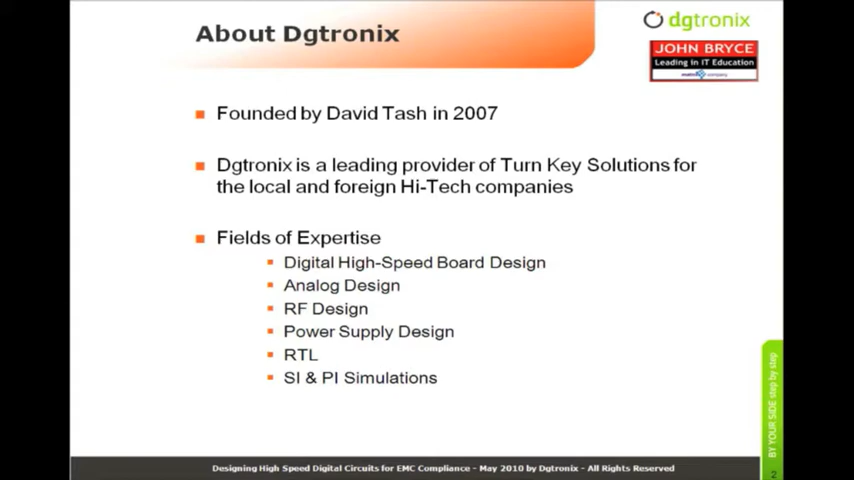 About Dgtronix
dgtronix
JOHN BRYCE
Leading in IT Education
Founded by David Tash in 2007
Dgtronix is a leading provider of Turn Key Solutions for
the local and foreign Hi-Tech companies
Fields of Expertise
Digital High-Speed Board Design
Analog Design
RF Design
Power Supply Design
RTL
SI & PI Simulations
BY YOUR SIDE step by step
Designing High Speed Digital Circuits for EMC Compliance - May 2010 by Dgtronix - All Rights Reserved
2